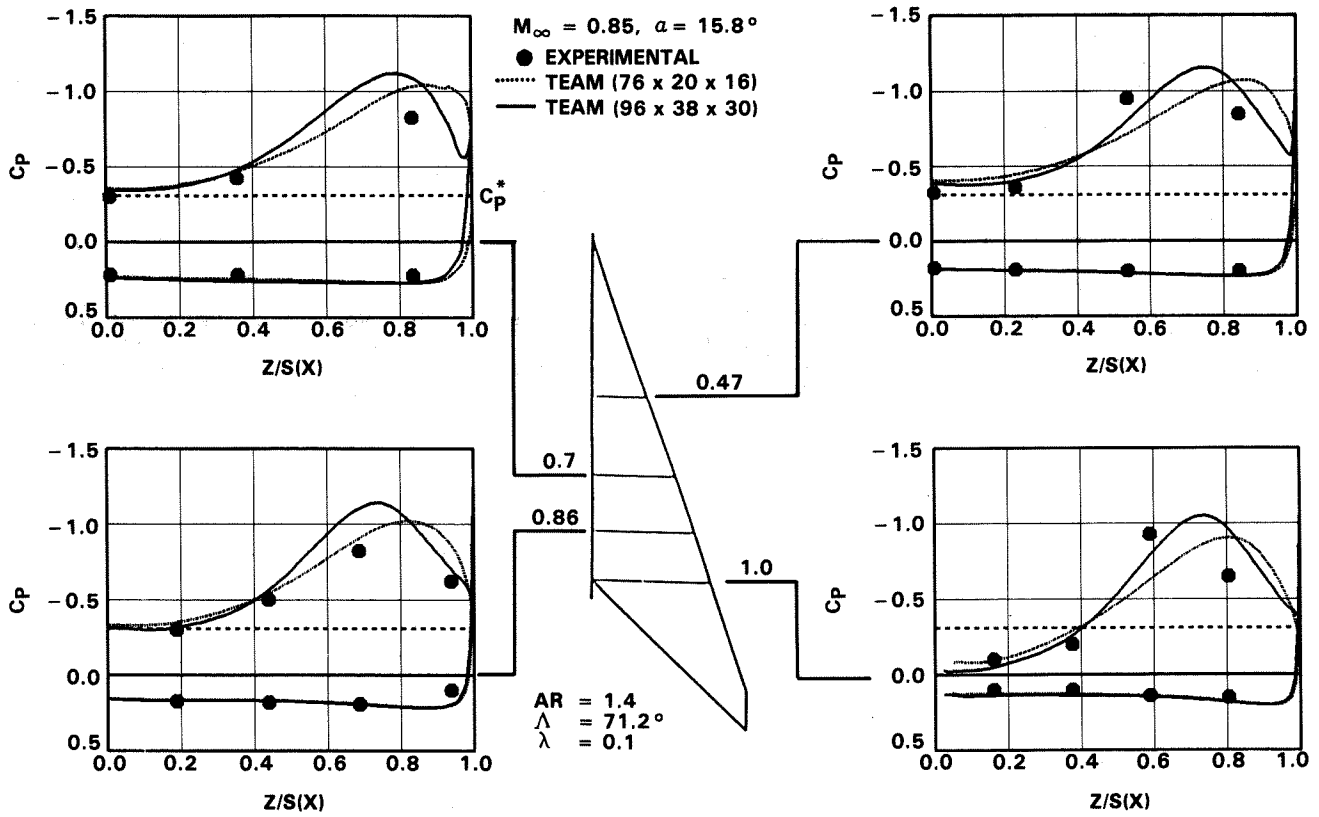 M∞ = 0.85, α = 15.8°
EXPERIMENTAL
TEAM (76 x 20 x 16)
TEAM (96 x 38 x 30)
−1.5
−1.0
−0.5
0.0
0.5
CP
C*P
0.0 0.2 0.4 0.6 0.8 1.0
Z/S(X)
−1.5
−1.0
−0.5
0.0
0.5
CP
0.0 0.2 0.4 0.6 0.8 1.0
Z/S(X)
0.47
0.7
0.86
1.0
−1.5
−1.0
−0.5
0.0
0.5
CP
0.0 0.2 0.4 0.6 0.8 1.0
Z/S(X)
AR = 1.4
Λ = 71.2°
λ = 0.1
−1.5
−1.0
−0.5
0.0
0.5
CP
0.0 0.2 0.4 0.6 0.8 1.0
Z/S(X)